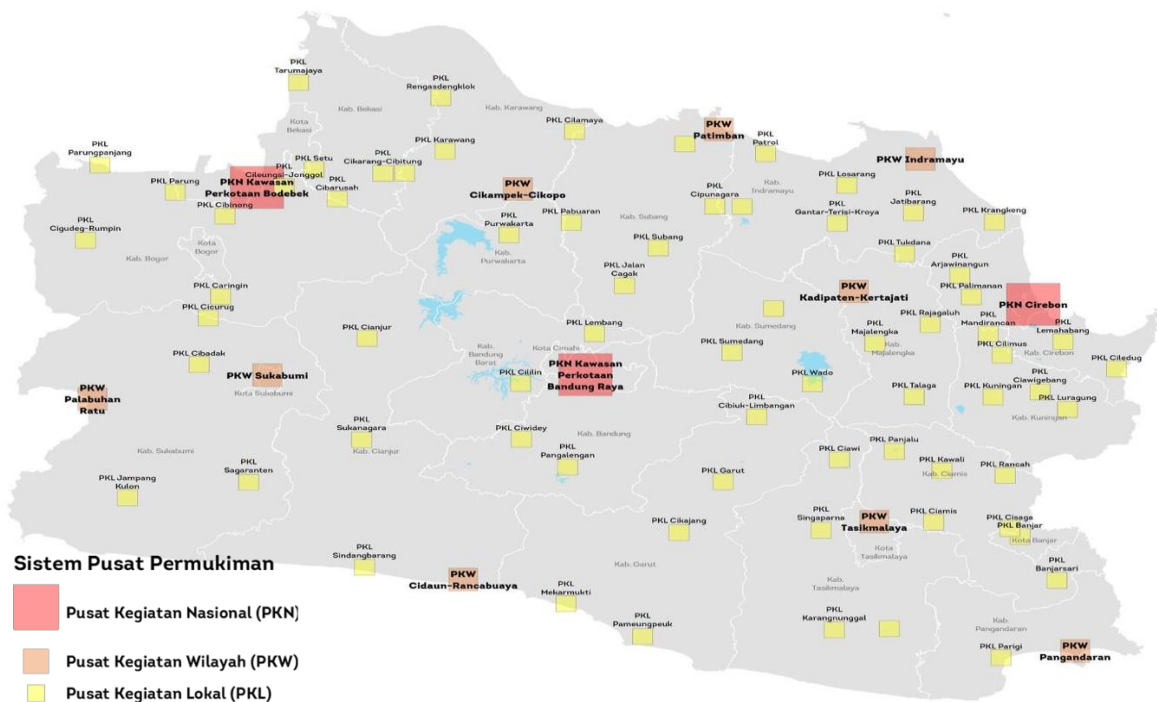 PKL
Tarumajaya
PKL
Rengasdengklok
Kab. Bekasi
Kab. Karawang
Kota
Bekasi
PKL Cilamaya
PKW
Patimban
PKL
Patrol
PKL
Parungpanjang
PKL Karawang
PKL Setu
PKL
Cikarang-Cibitung
PKL
Cileungsi-Jonggol
PKN Kawasan
Perkotaan Bodebek
PKL
Cibarusah
PKL Parung
PKL Cibinong
PKW
Cikampek-Cikopo
PKW Indramayu
PKL Losarang
PKL
Cipunagara
Kab.
Indramayu
PKL
Jatibarang
PKL
Gantar-Terisi-Kroya
PKL Krangkeng
PKL
Cigudeg-Rumpin
Kab. Bogor
Kota
Bogor
PKL
Purwakarta
Kab.
Purwakarta
PKL Pabuaran
Kab. Subang
PKL Subang
PKL Tukdana
PKL
Arjawinangun
PKL Jalan
Cagak
PKL Caringin
PKL Cicurug
PKW
Kadipaten-Kertajati
PKL Palimanan
PKN Cirebon
PKL Cianjur
PKL Lembang
Kab. Sumedang
PKL Rajagaluh
PKL
Mandirancan
PKL
Lemahabang
PKL
Majalengka
Kab.
Majalengka
PKL Cilimus
Kab. Cirebon
PKL Ciledug
PKL Cibadak
PKW Sukabumi
Kota Sukabumi
Kab.
Bandung
Barat
Kota Cimahi
PKN Kawasan
Perkotaan
Bandung Raya
PKL Cililin
PKL Sumedang
PKL Wado
PKL Talaga
PKL Kuningan
PKL
Ciawigebang
PKL Luragung
Kab. Kuningan
PKW
Palabuhan
Ratu
PKL
Cibiuk-Limbangan
PKL
Sukanagara
Kab. Cianjur
PKL Ciwidey
Kab. Bandung
PKL
Pangalengan
PKL Ciawi
PKL Panjalu
PKL Kawali
Kab. Ciamis
PKL Rancah
Kab. Sukabumi
PKL
Sagaranten
PKL Jampang
Kulon
PKL Garut
PKL Cikajang
PKL
Singaparna
PKW
Tasikmalaya
Kota
Tasikmalaya
PKL Ciamis
PKL Cisaga
PKL Banjar
Kota Banjar
PKL
Sindangbarang
PKW
Cidaun-Rancabuaya
Kab. Garut
PKL
Mekarmukti
Kab.
Tasikmalaya
PKL
Banjarsari
PKL
Pameungpeuk
PKL
Karangnunggal
Kab.
Pangandaran
PKL Parigi
PKW
Pangandaran
Sistem Pusat Permukiman
Pusat Kegiatan Nasional (PKN)
Pusat Kegiatan Wilayah (PKW)
Pusat Kegiatan Lokal (PKL)